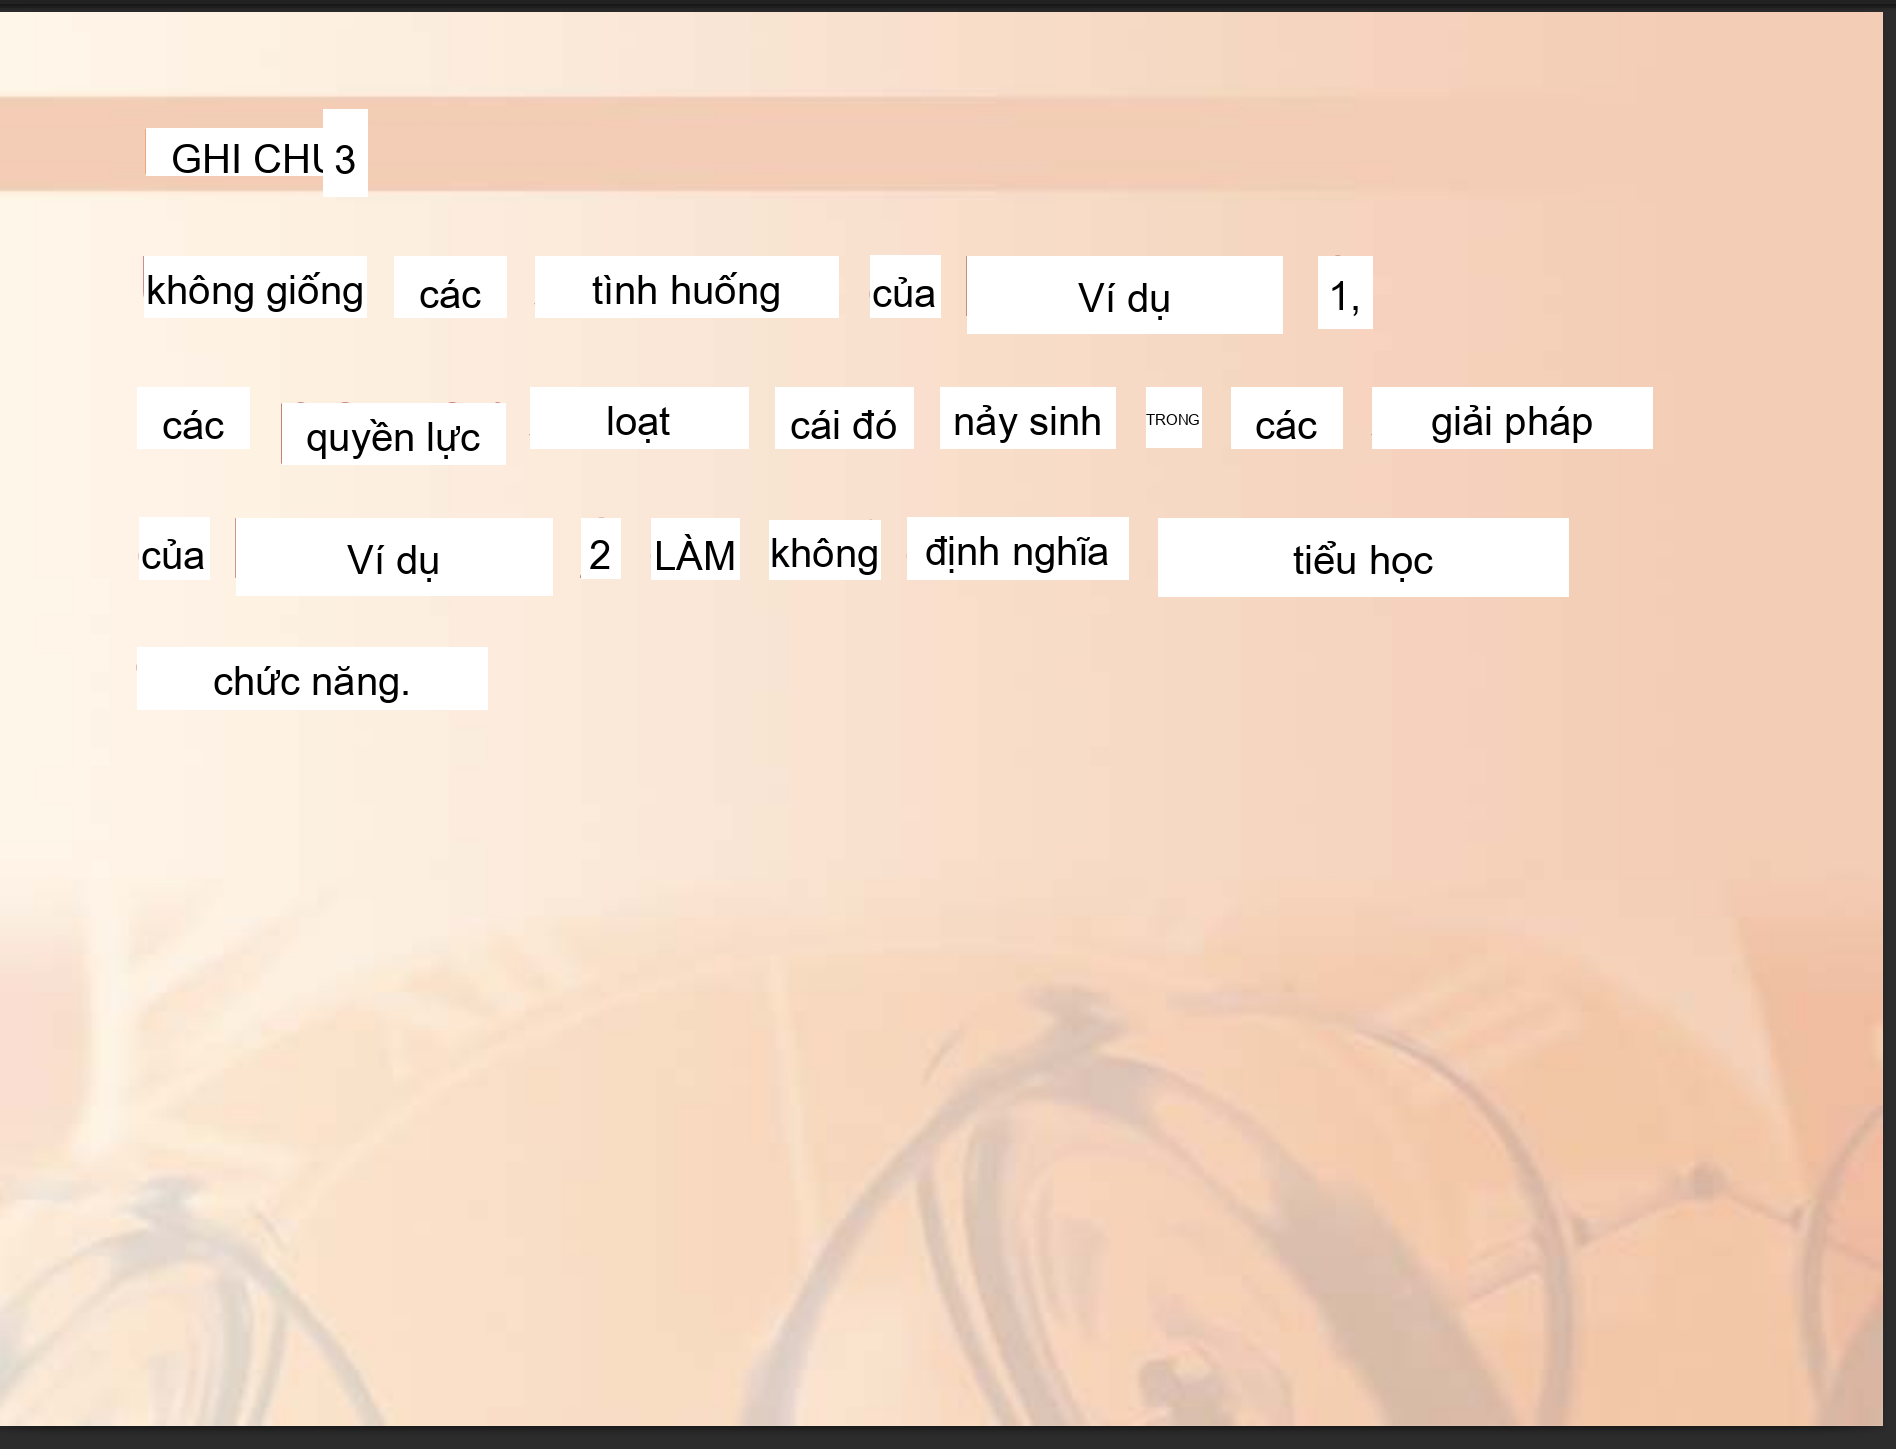 GHI CHÚ 3
không giống các tình huống của Ví dụ 1,
các quyền lực loạt cái đó nảy sinh TRONG các giải pháp
của Ví dụ 2 LÀM không định nghĩa tiểu học
chức năng.